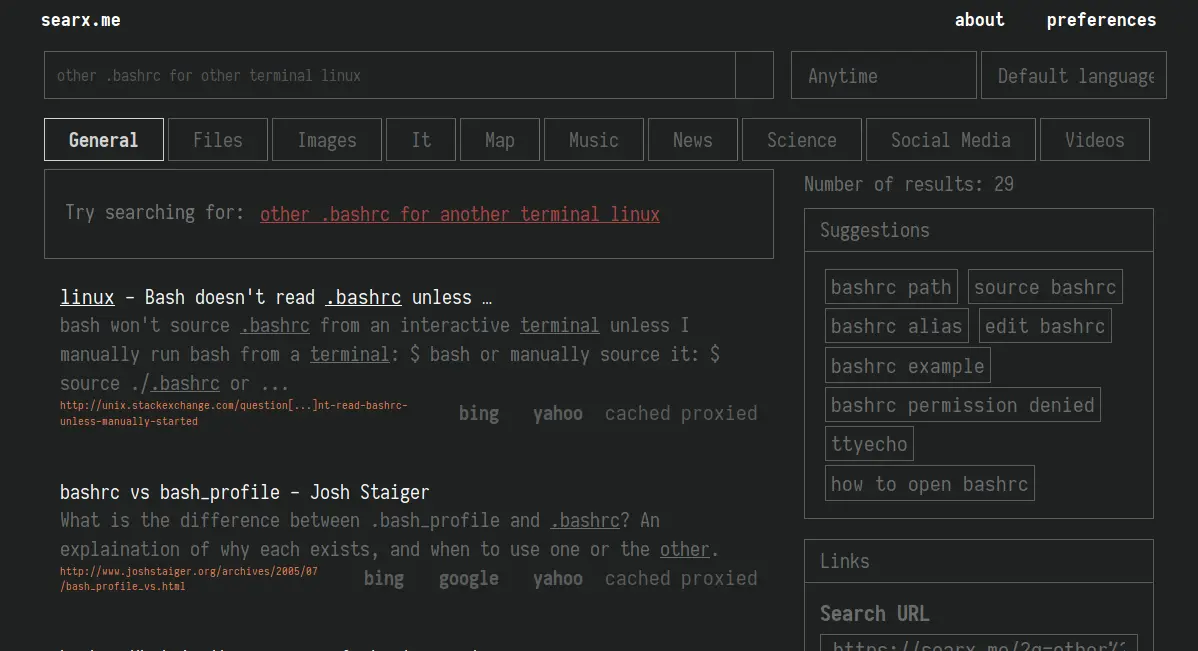 searx.me about preferences
other .bashrc for other terminal linux Anytime Default language
General Files Images It Map Music News Science Social Media Videos
Try searching for: other .bashrc for another terminal linux
Number of results: 29
Suggestions
bashrc path source bashrc
bashrc alias edit bashrc
bashrc example
bashrc permission denied
ttyecho
how to open bashrc
linux - Bash doesn't read .bashrc unless …
bash won't source .bashrc from an interactive terminal unless I
manually run bash from a terminal: $ bash or manually source it: $
source ./.bashrc or ...
http://unix.stackexchange.com/question[...]nt-read-bashrc-
unless-manually-started
bing yahoo cached proxied
bashrc vs bash_profile - Josh Staiger
What is the difference between .bash_profile and .bashrc? An
explaination of why each exists, and when to use one or the other.
http://www.joshstaiger.org/archives/2005/07
/bash_profile_vs.html
bing google yahoo cached proxied
Links
Search URL
https://searx.me/?q=other%2